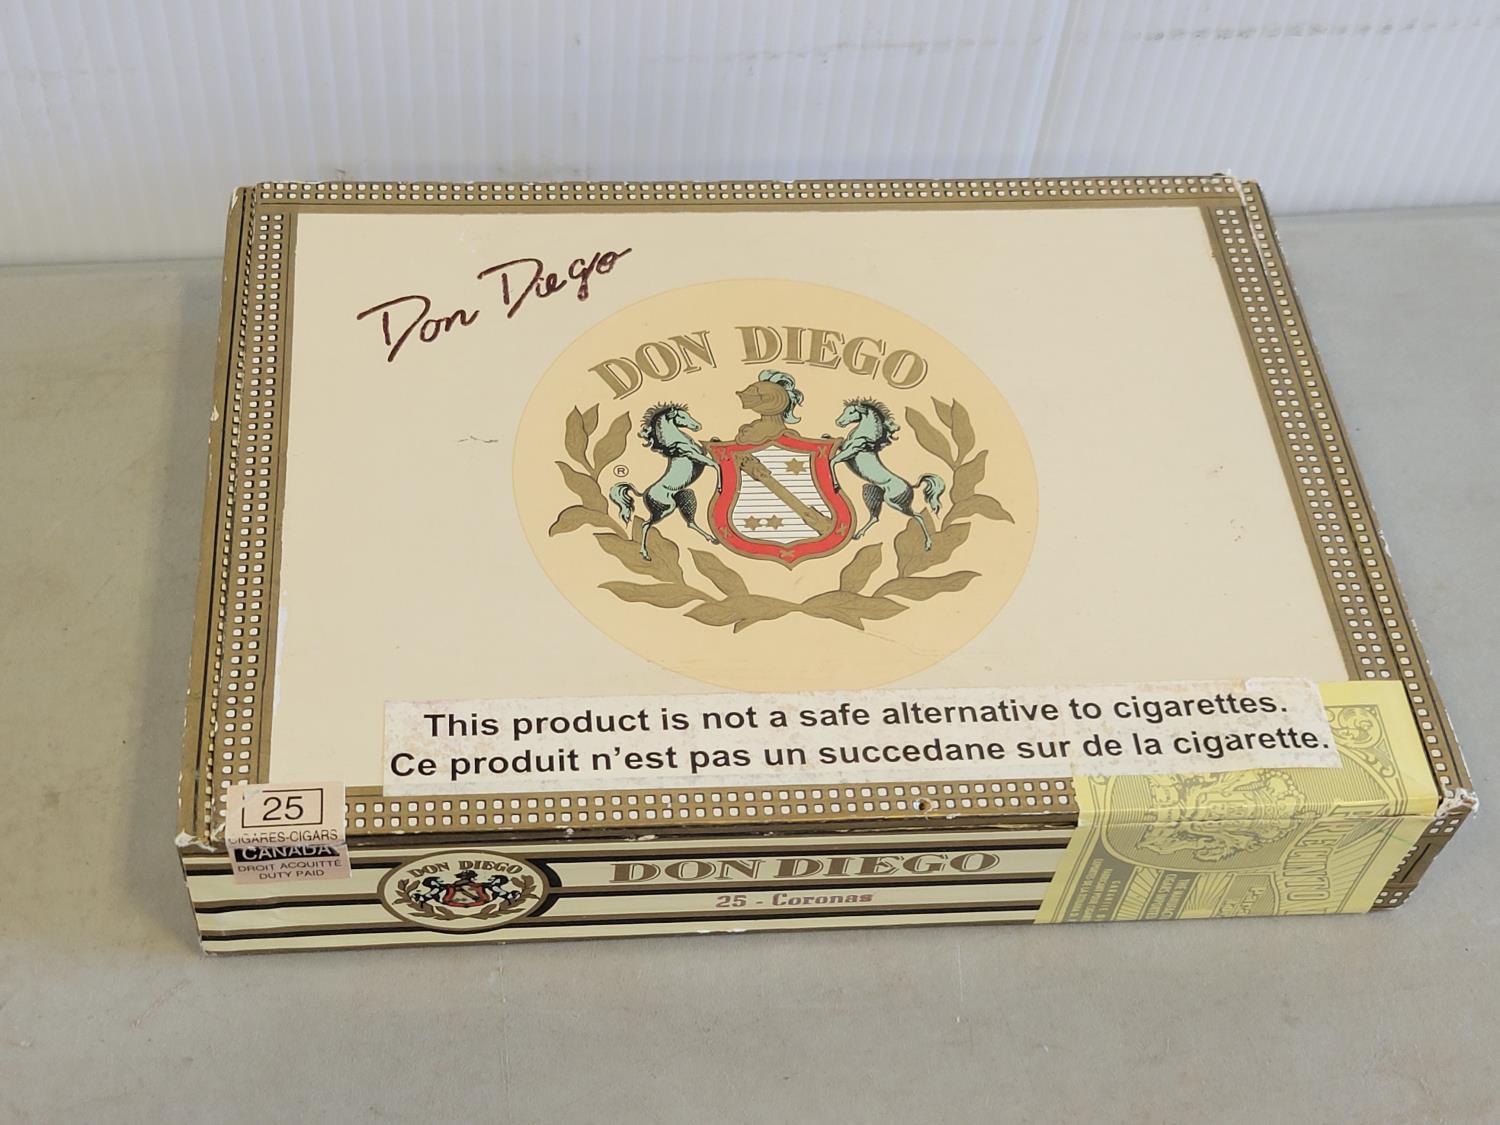 Don Diego
DON DIEGO
®
This product is not a safe alternative to cigarettes.
Ce produit n'est pas un succedane sur de la cigarette.
25
CIGARES-CIGARS
CANADA
DROIT ACQUITTÉ
DUTY PAID
DON DIEGO
DON DIEGO
25 - Coronas